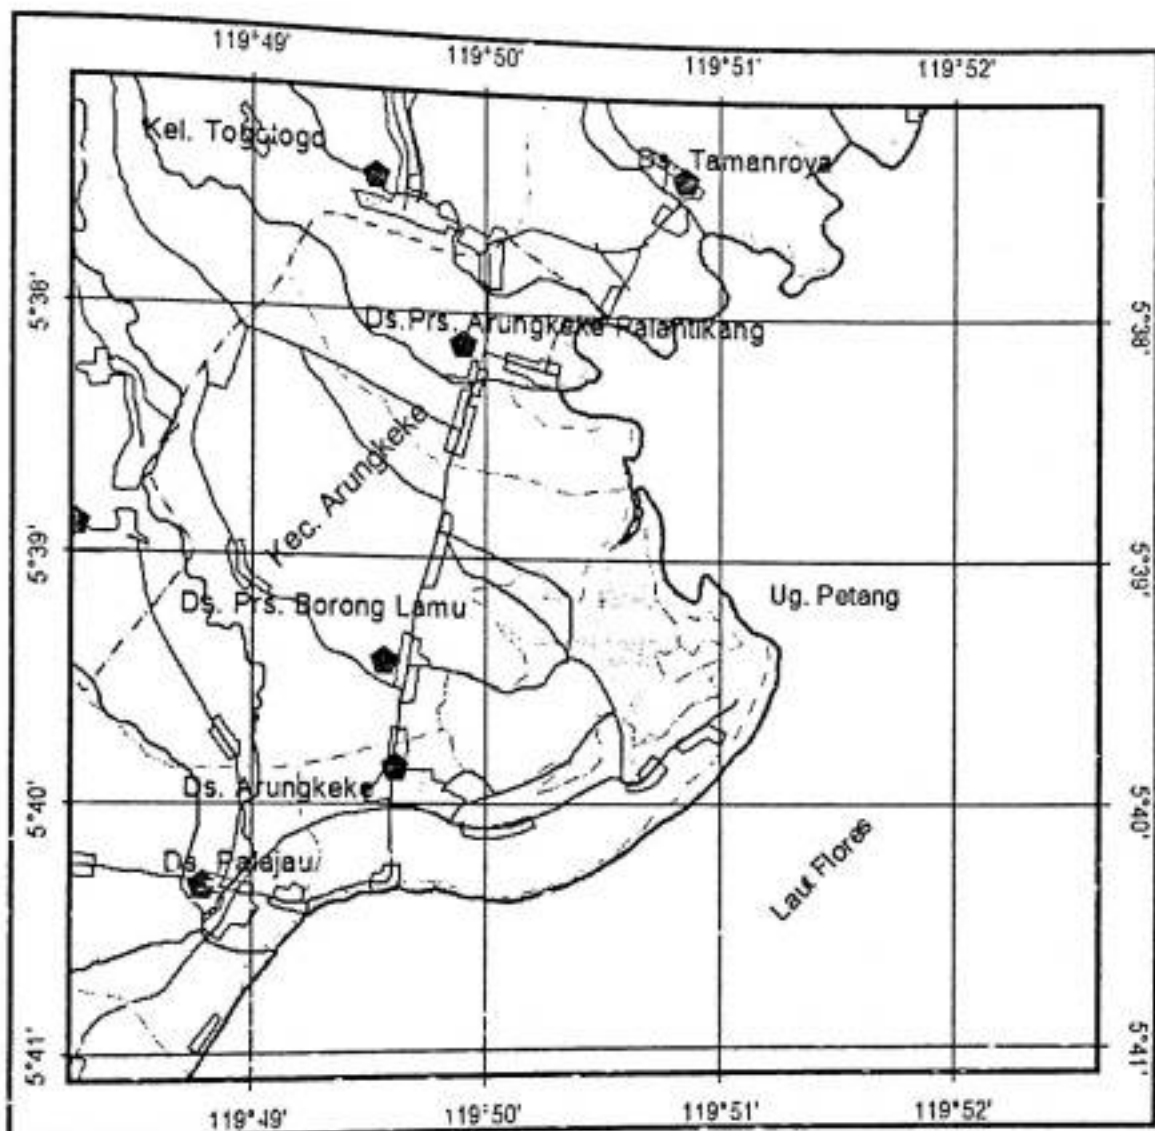 119°49'
119°50'
119°51'
119°52'
Kel. Togotogo
Ds. Tamanroya
5°38'
Ds.Prs. Arungkeke Palantikang
5°38'
Kec. Arungkeke
5°39'
5°39'
Ds. Prs. Borong Lamu
Ug. Petang
Ds. Arungkeke
5°40'
5°40'
Ds. Palajau
Laut Flores
5°41'
5°41'
119°49'
119°50'
119°51'
119°52'